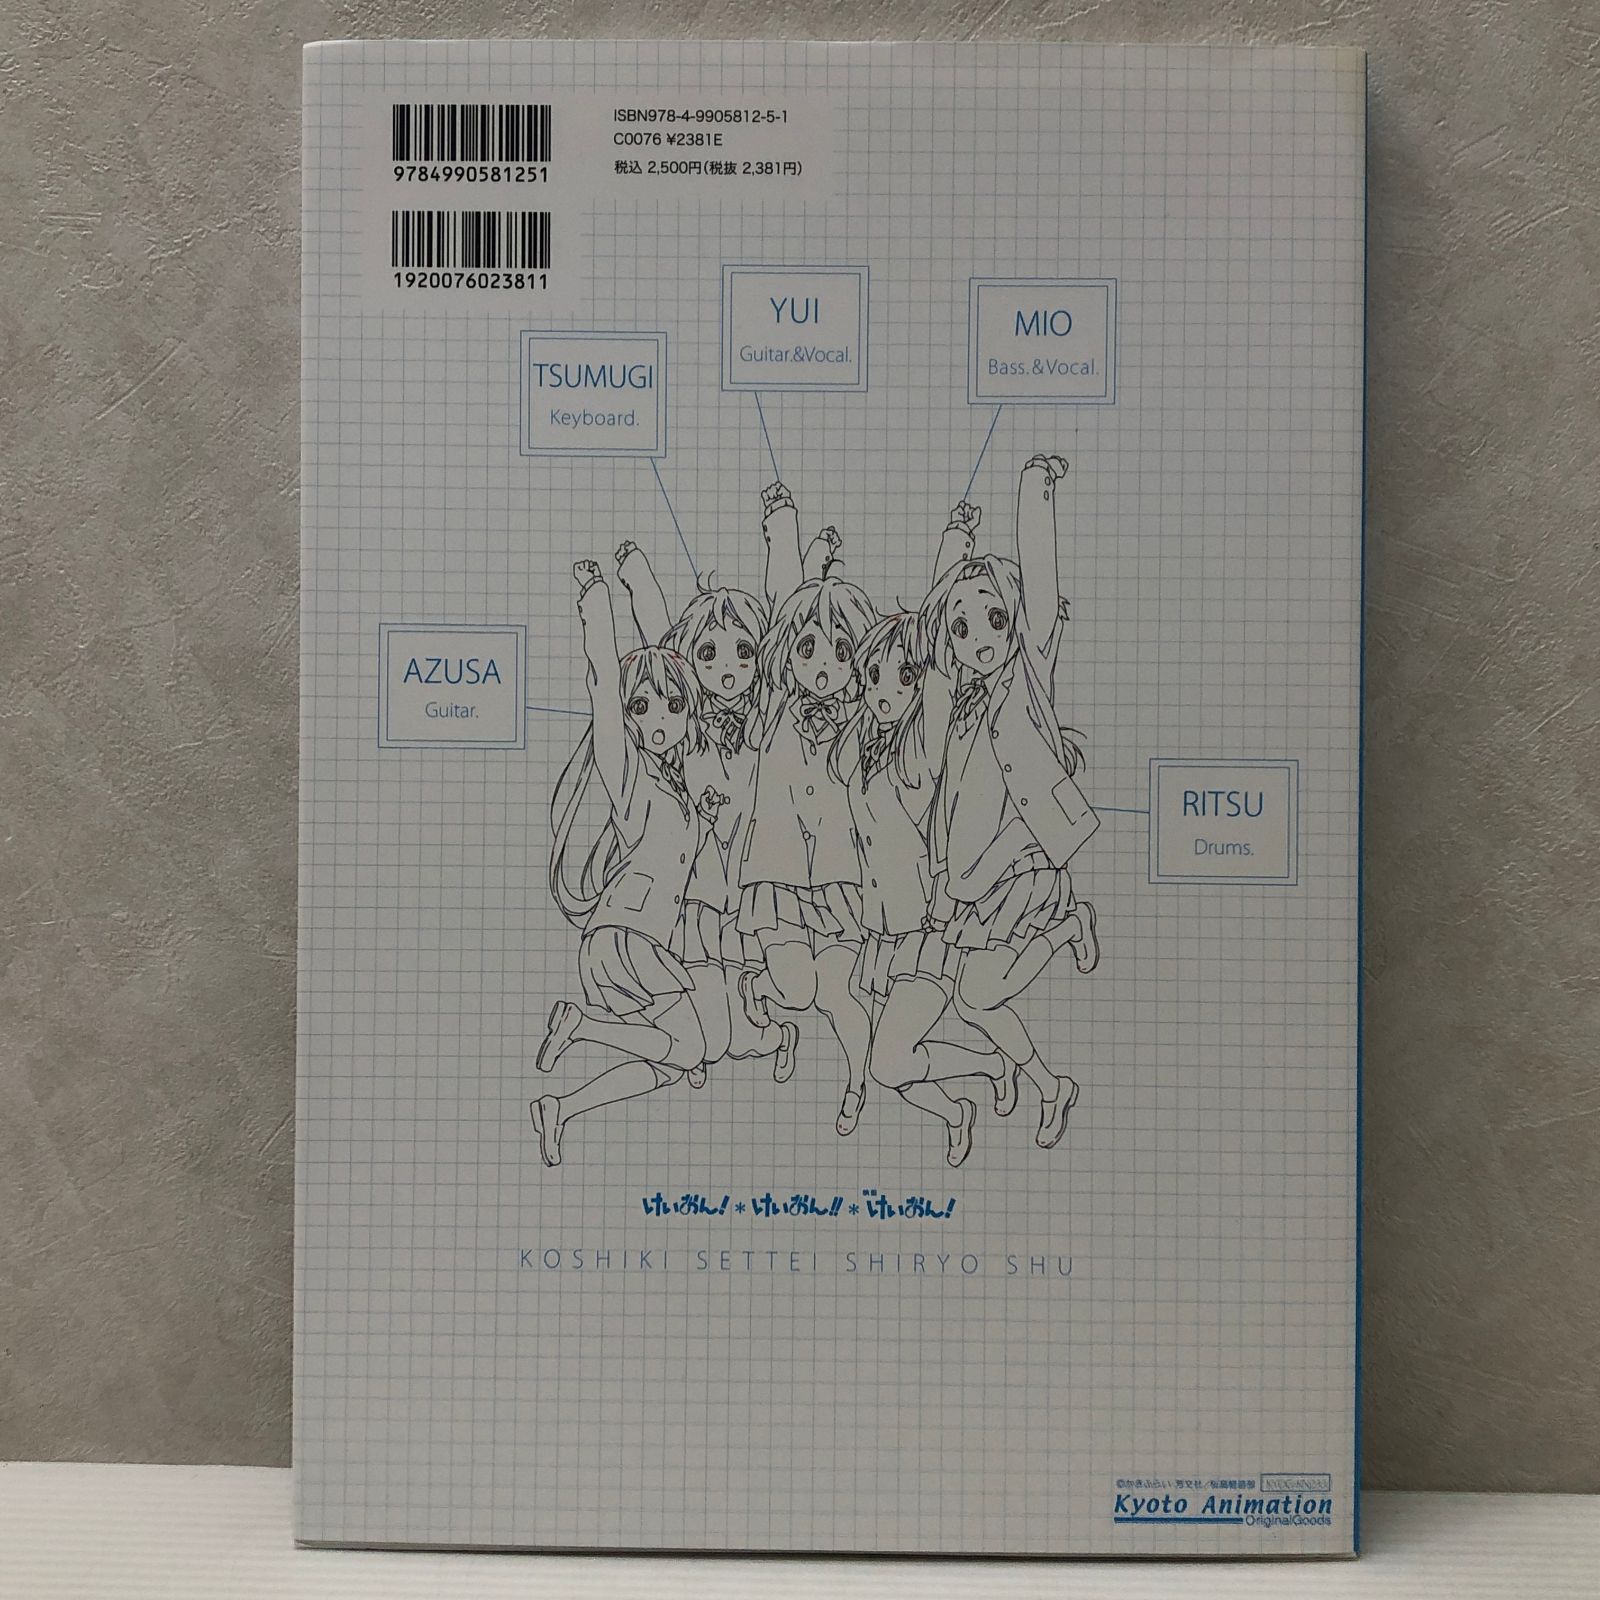 9784990581251
ISBN978-4-9905812-5-1
C0076 ¥2381E
税込 2,500円(税抜 2,381円)
1920076023811
YUI
Guitar.&Vocal.
MIO
Bass.&Vocal.
TSUMUGI
Keyboard.
AZUSA
Guitar.
RITSU
Drums.
けいおん!*けいおん!!*映画けいおん!
KOSHIKI SETTEI SHIRYO SHU
Kyoto Animation
OriginalGoods